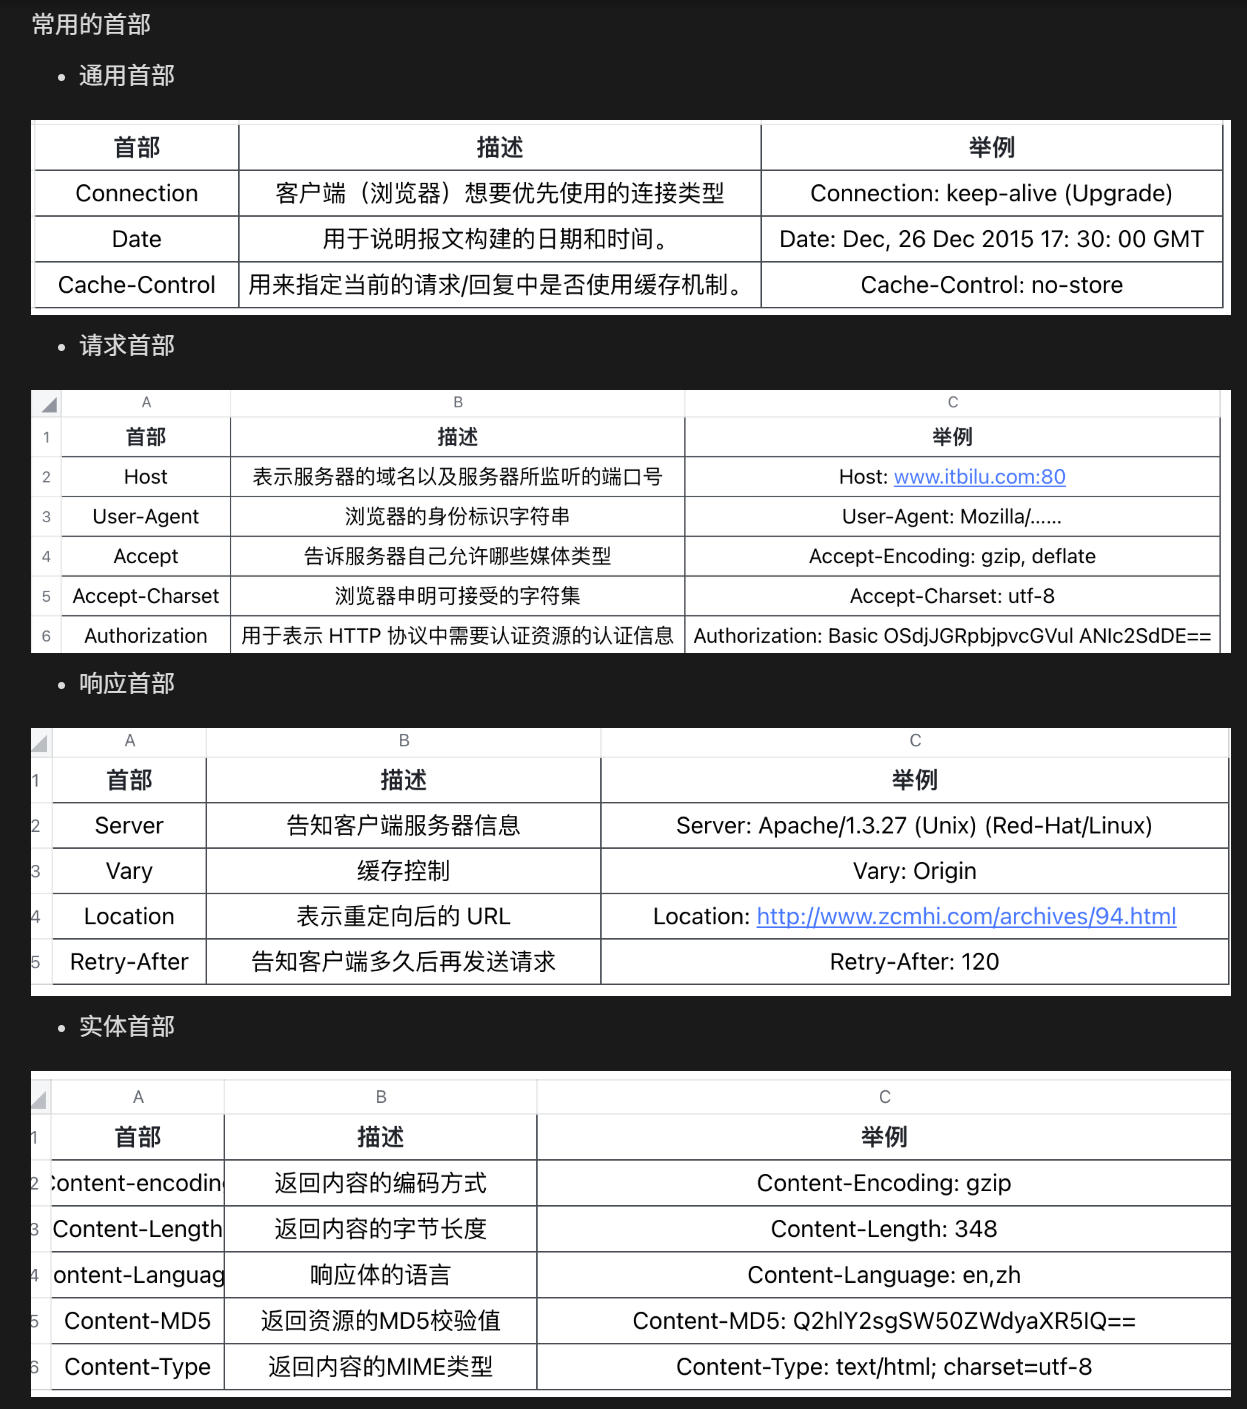 常用的首部
• 通用首部
首部 描述 举例
Connection 客户端（浏览器）想要优先使用的连接类型 Connection: keep-alive (Upgrade)
Date 用于说明报文构建的日期和时间。 Date: Dec, 26 Dec 2015 17: 30: 00 GMT
Cache-Control 用来指定当前的请求/回复中是否使用缓存机制。 Cache-Control: no-store
• 请求首部
A B C
1 首部 描述 举例
2 Host 表示服务器的域名以及服务器所监听的端口号 Host: www.itbilu.com:80
3 User-Agent 浏览器的身份标识字符串 User-Agent: Mozilla/……
4 Accept 告诉服务器自己允许哪些媒体类型 Accept-Encoding: gzip, deflate
5 Accept-Charset 浏览器申明可接受的字符集 Accept-Charset: utf-8
6 Authorization 用于表示 HTTP 协议中需要认证资源的认证信息 Authorization: Basic OSdjJGRpbjpvcGVul ANIc2SdDE==
• 响应首部
A B C
1 首部 描述 举例
2 Server 告知客户端服务器信息 Server: Apache/1.3.27 (Unix) (Red-Hat/Linux)
3 Vary 缓存控制 Vary: Origin
4 Location 表示重定向后的 URL Location: http://www.zcmhi.com/archives/94.html
5 Retry-After 告知客户端多久后再发送请求 Retry-After: 120
• 实体首部
A B C
1 首部 描述 举例
2 ontent-encodin 返回内容的编码方式 Content-Encoding: gzip
3 Content-Length 返回内容的字节长度 Content-Length: 348
4 ontent-Languag 响应体的语言 Content-Language: en,zh
5 Content-MD5 返回资源的MD5校验值 Content-MD5: Q2hlY2sgSW50ZWdyaXR5IQ==
6 Content-Type 返回内容的MIME类型 Content-Type: text/html; charset=utf-8